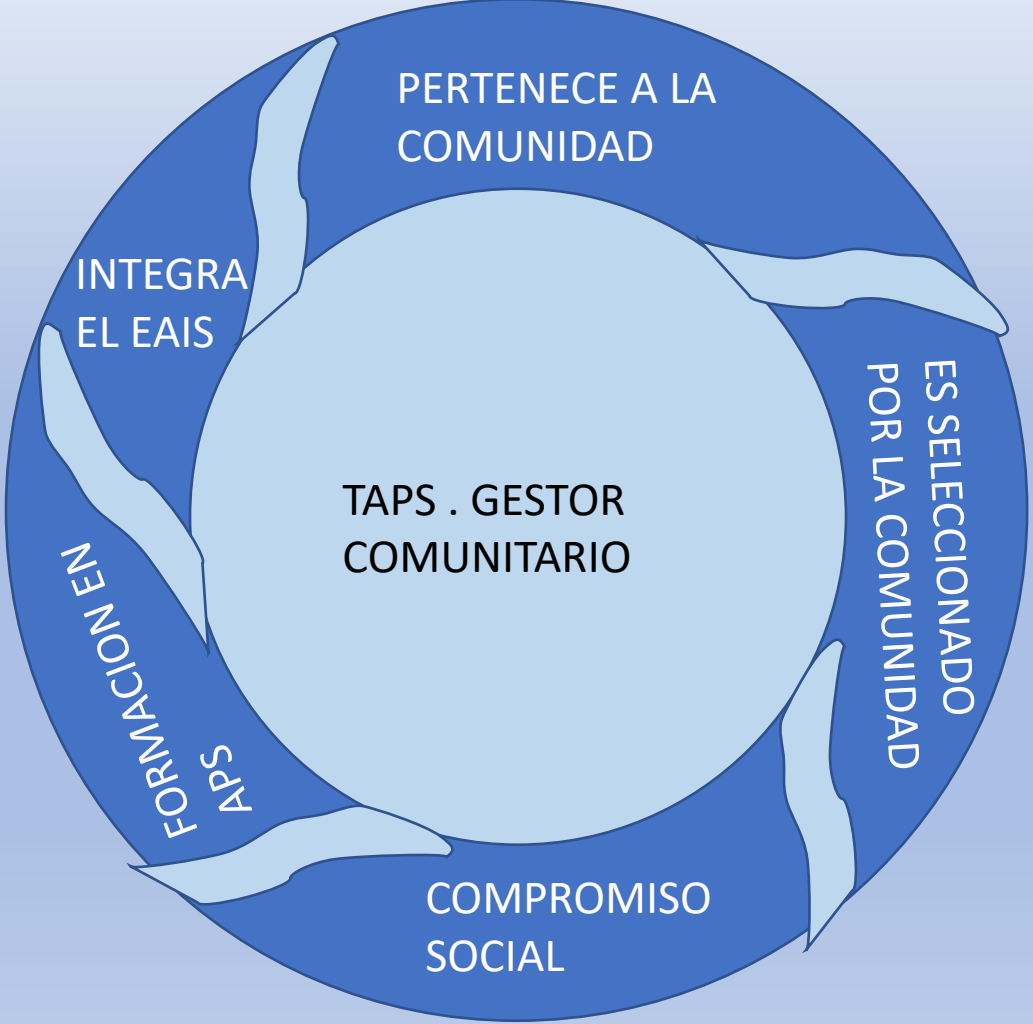 PERTENECE A LA
COMUNIDAD
ES SELECCIONADO
POR LA COMUNIDAD
COMPROMISO
SOCIAL
FORMACION EN
APS
INTEGRA
EL EAIS
TAPS . GESTOR
COMUNITARIO